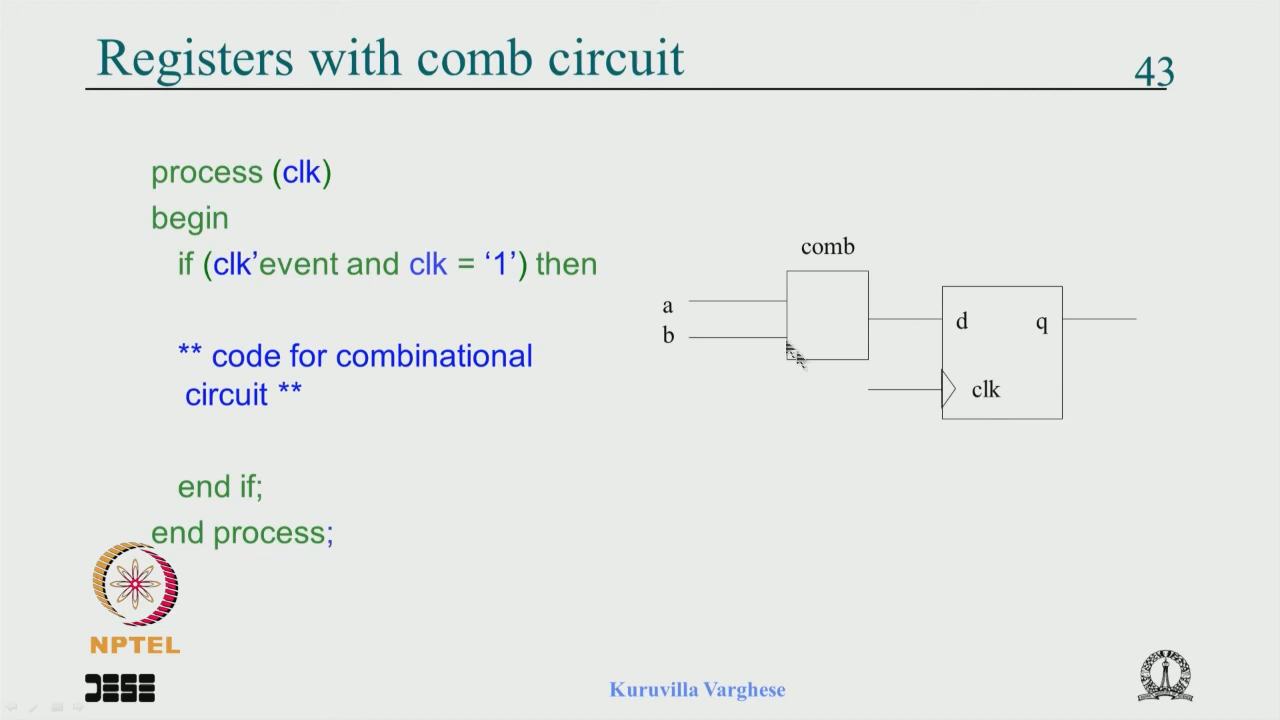 Registers with comb circuit
43
process (clk)
begin
if (clk’event and clk = ‘1’) then
** code for combinational
circuit **
end if;
end process;
comb
a
b
d q
clk
NPTEL
Kuruvilla Varghese